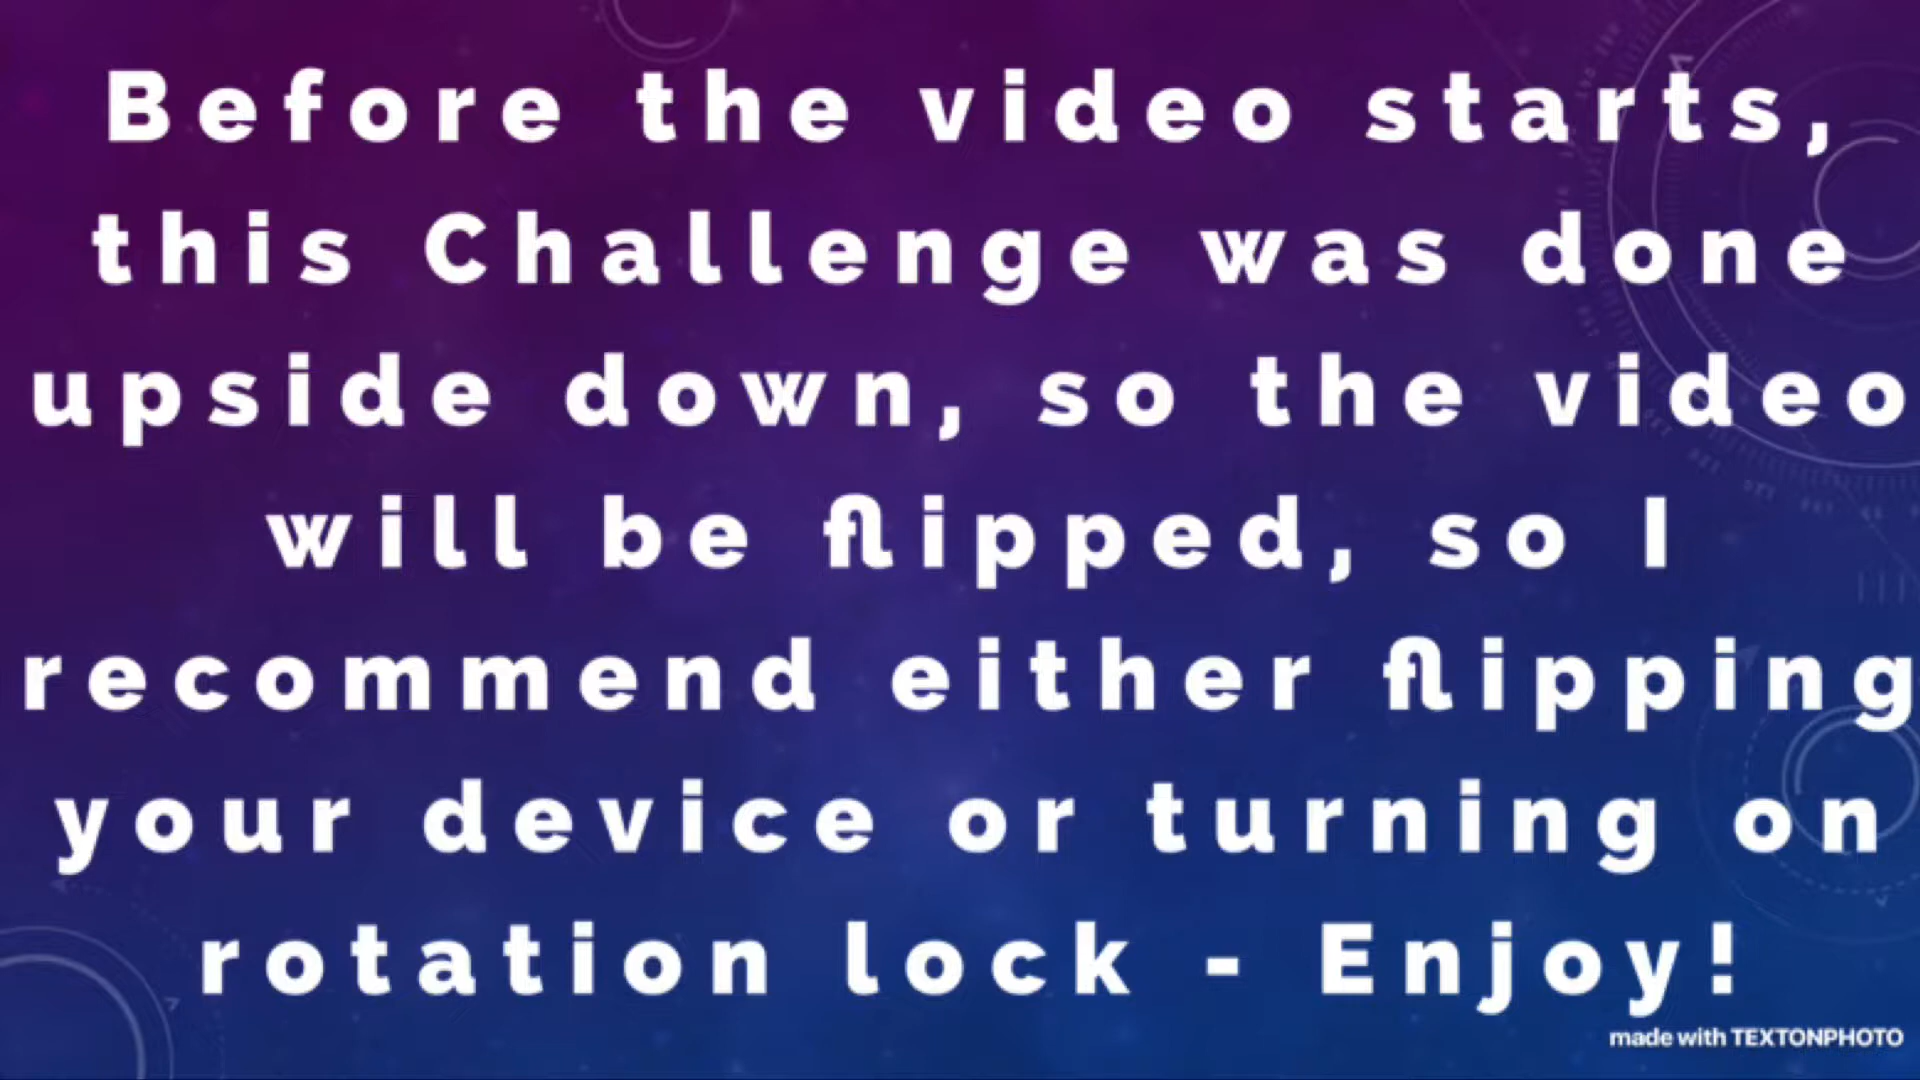 Before the video starts,
this Challenge was done
upside down, so the video
will be flipped, so I
recommend either flipping
your device or turning on
rotation lock - Enjoy!
made with TEXTONPHOTO